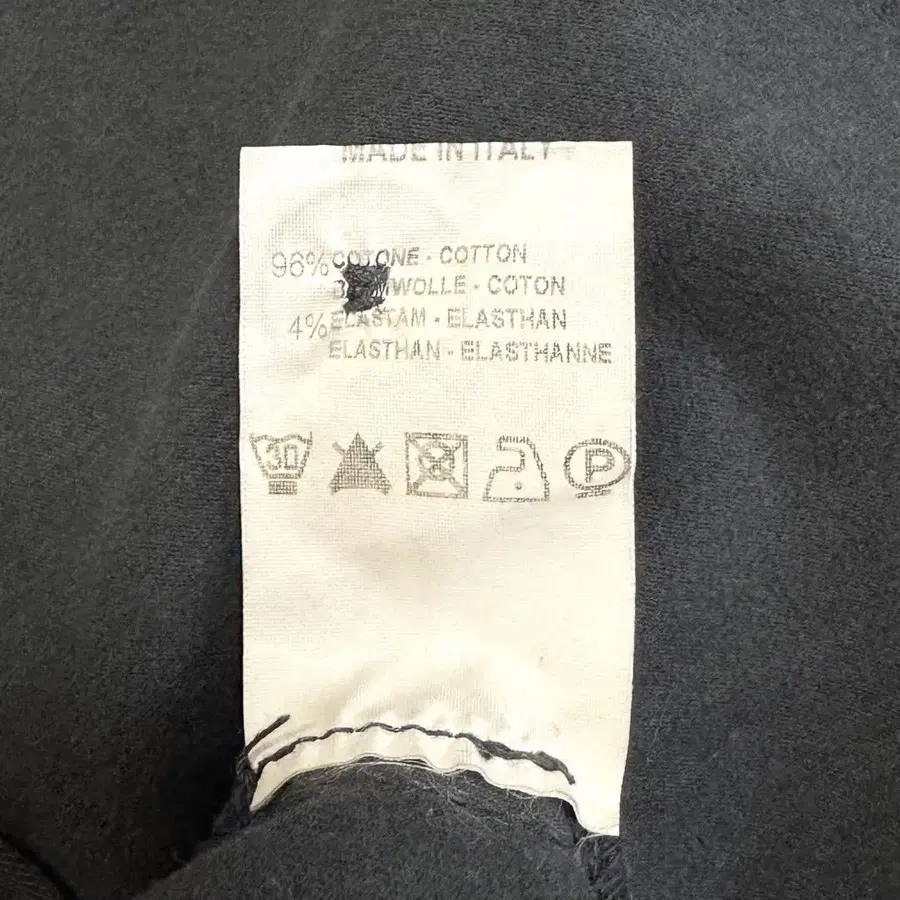 MADE IN ITALY
96% COTONE - COTTON
WOLLE - COTON
4% ELASTAM - ELASTHAN
ELASTHAN - ELASTHANNE
30
P